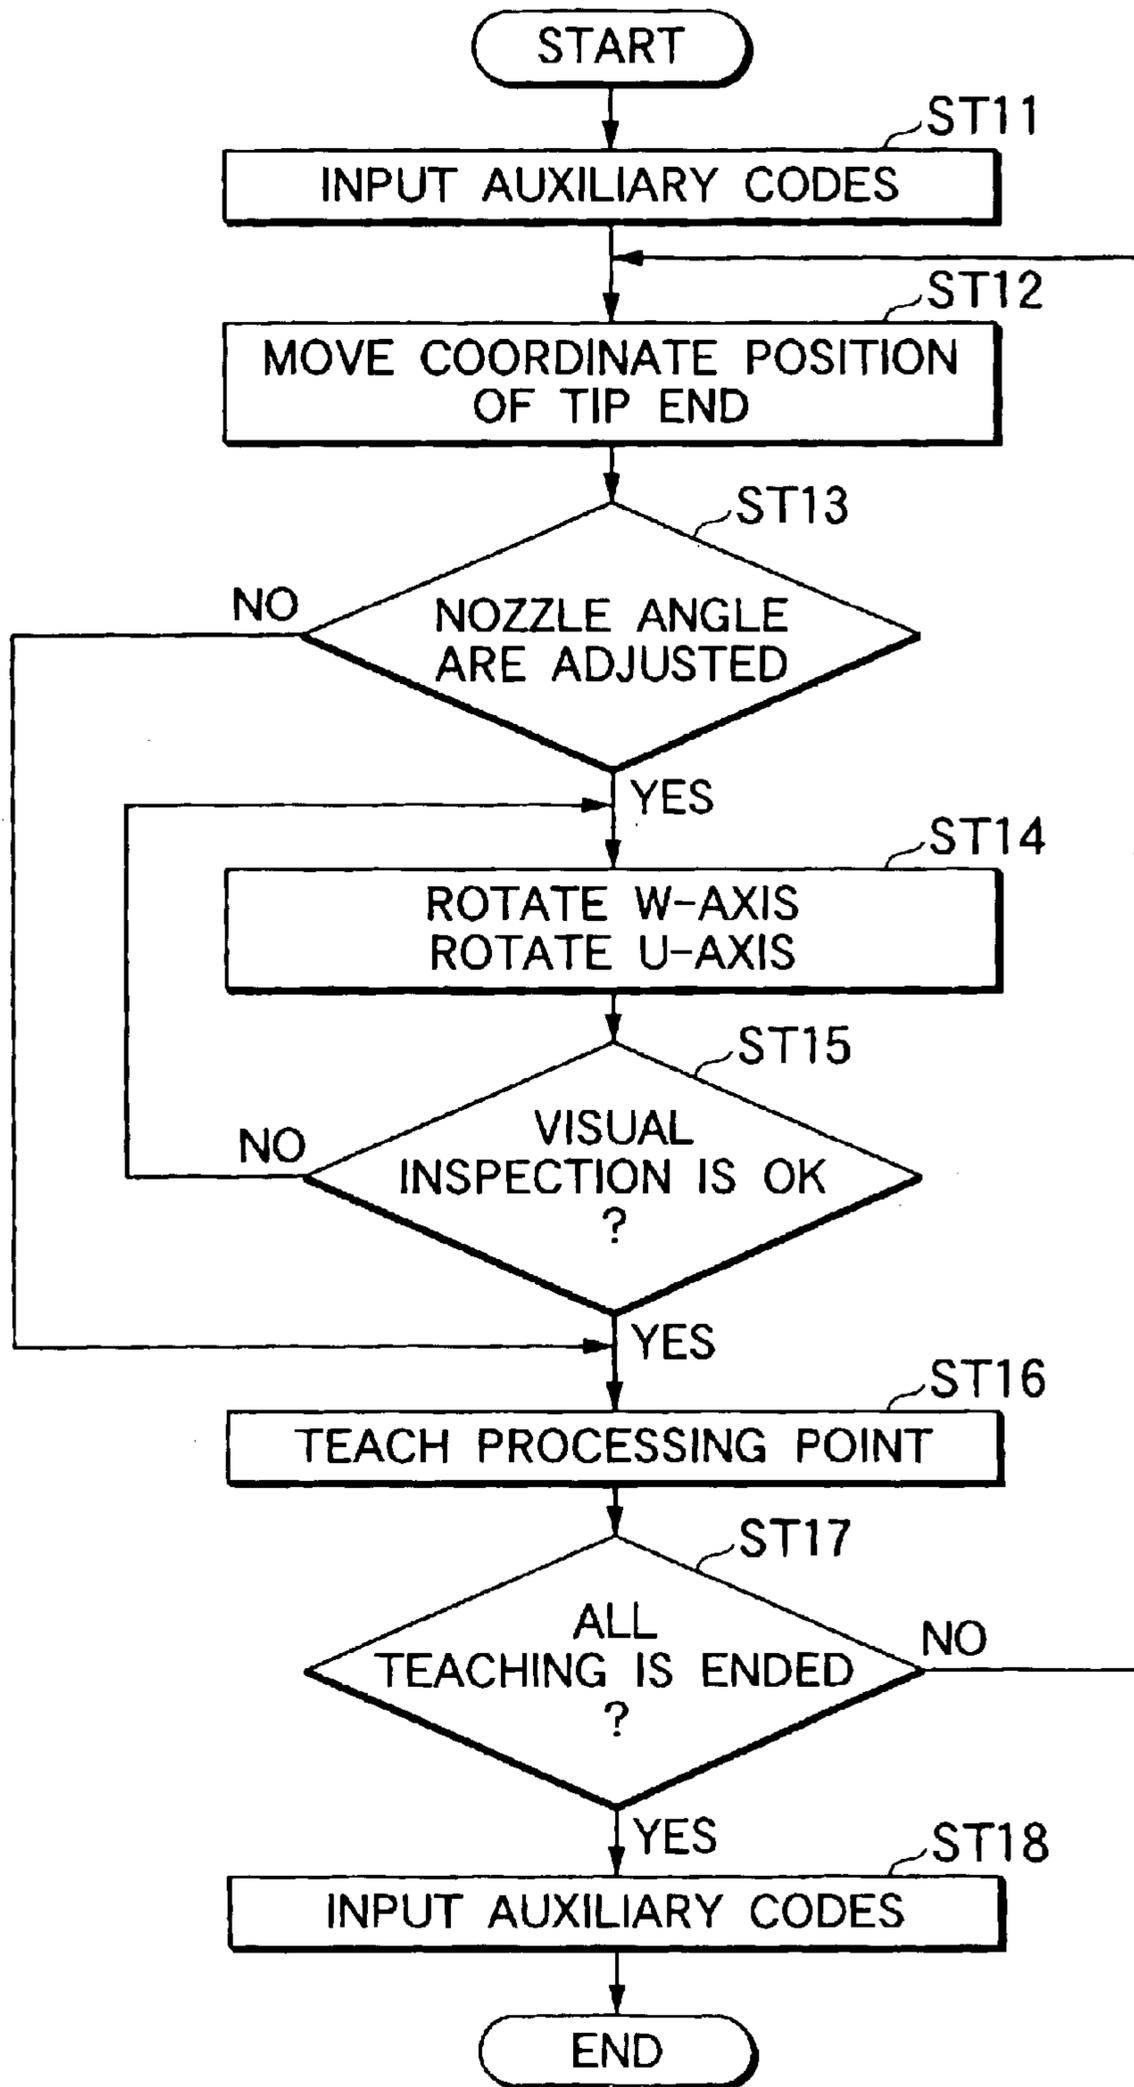 START
ST11
INPUT AUXILIARY CODES
ST12
MOVE COORDINATE POSITION
OF TIP END
ST13
NO
NOZZLE ANGLE
ARE ADJUSTED
YES
ST14
ROTATE W-AXIS
ROTATE U-AXIS
ST15
NO
VISUAL
INSPECTION IS OK
?
YES
ST16
TEACH PROCESSING POINT
ST17
ALL
TEACHING IS ENDED
?
NO
YES
ST18
INPUT AUXILIARY CODES
END